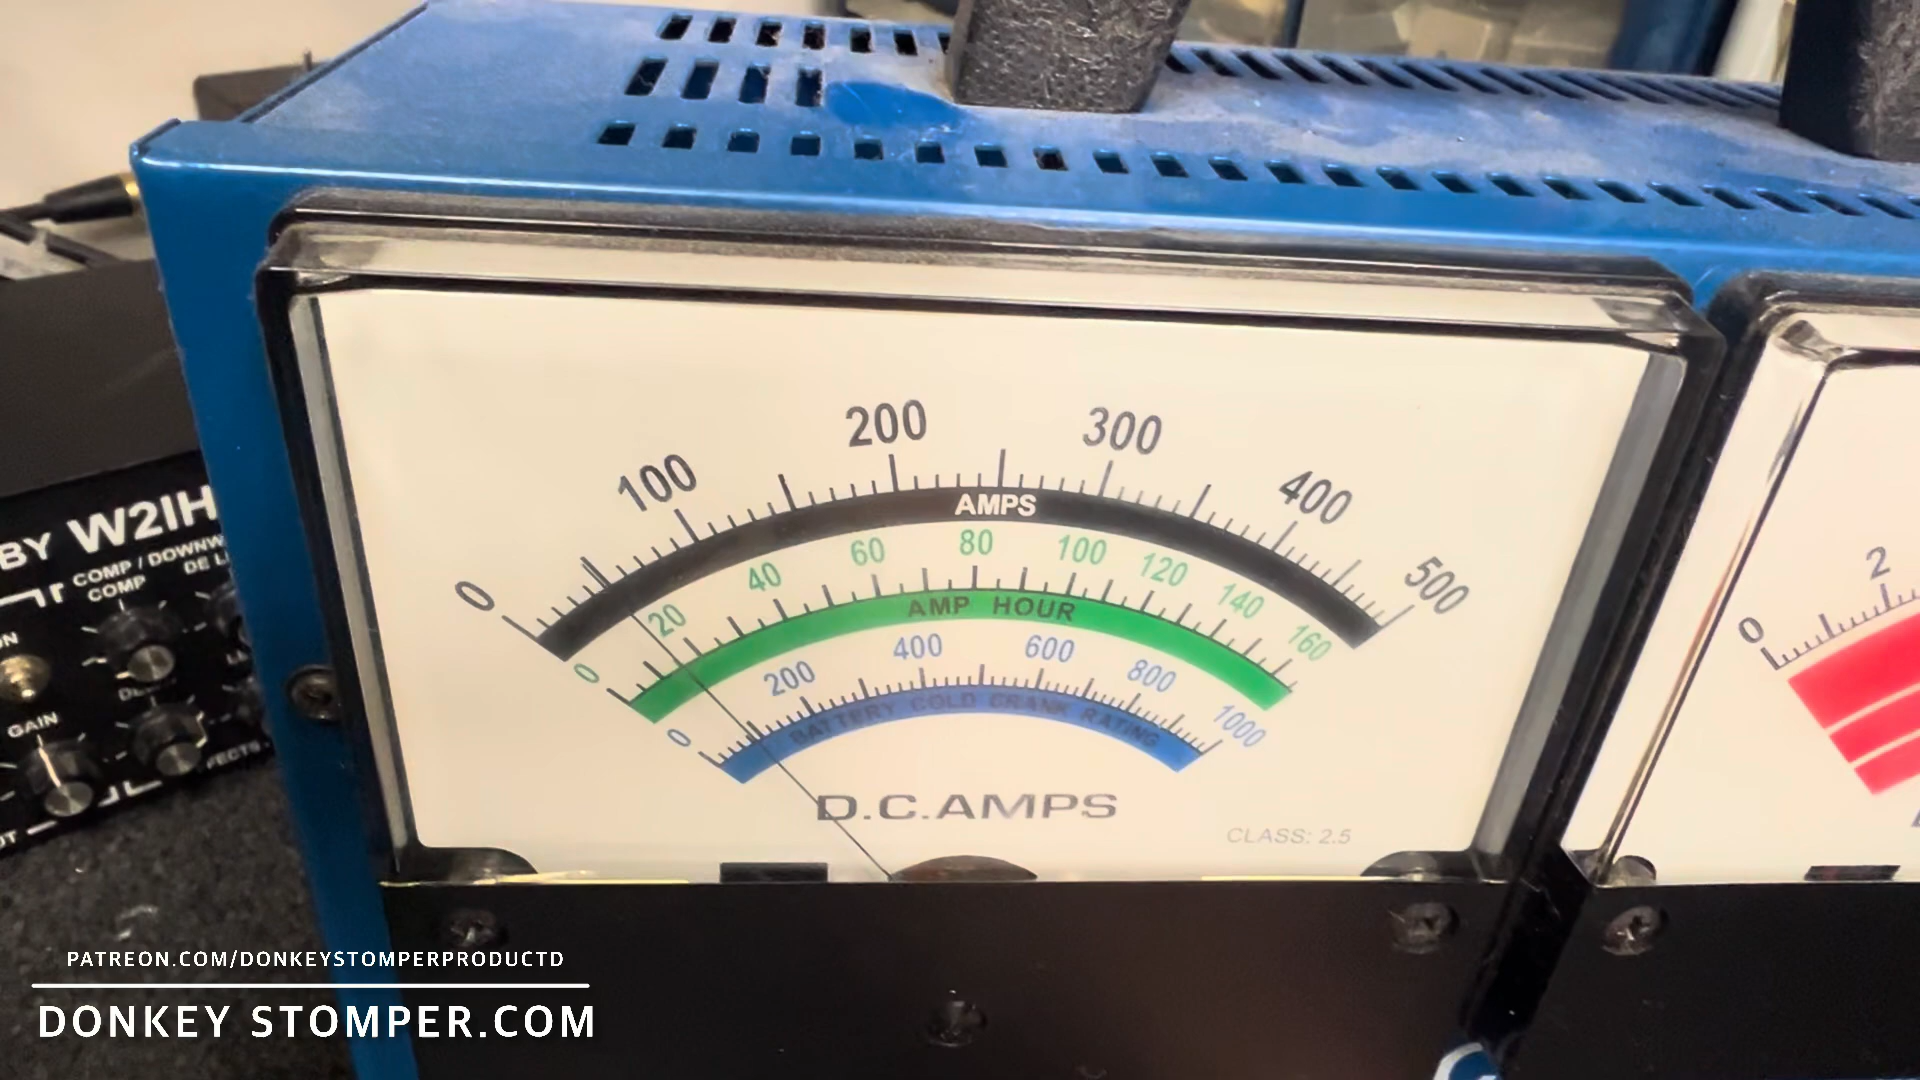 200
300
100
400
AMPS
0
500
60
80
100
120
40
140
20
AMP HOUR
160
0
400
600
200
800
BATTERY COLD CRANK RATING
0
1000
D.C.AMPS
CLASS: 2.5
2
0
BY W2IH
COMP / DOWNW
COMP
DE L
GAIN
PATREON.COM/DONKEYSTOMPERPRODUCTD
DONKEY STOMPER.COM